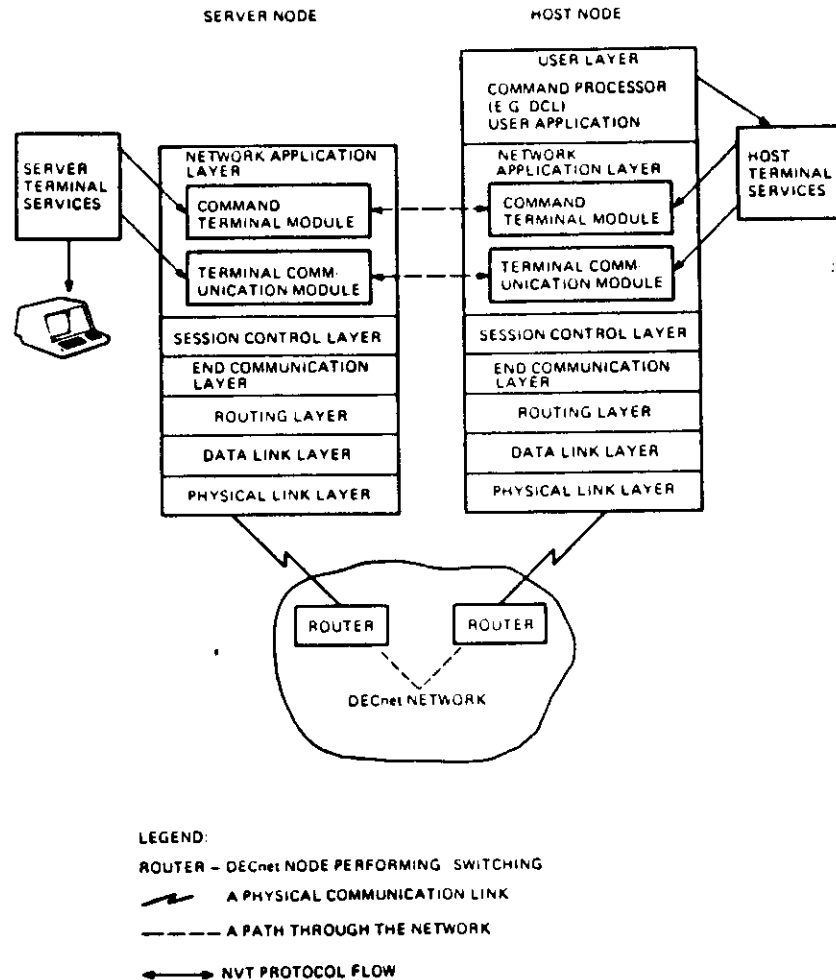 SERVER NODE
HOST NODE
USER LAYER
COMMAND PROCESSOR
(E G. DCL)
USER APPLICATION
SERVER
TERMINAL
SERVICES
NETWORK APPLICATION
LAYER
COMMAND
TERMINAL MODULE
TERMINAL COMM-
UNICATION MODULE
SESSION CONTROL LAYER
END COMMUNICATION
LAYER
ROUTING LAYER
DATA LINK LAYER
PHYSICAL LINK LAYER
NETWORK
APPLICATION LAYER
COMMAND
TERMINAL MODULE
TERMINAL COMM-
UNICATION MODULE
SESSION CONTROL LAYER
END COMMUNICATION
LAYER
ROUTING LAYER
DATA LINK LAYER
PHYSICAL LINK LAYER
HOST
TERMINAL
SERVICES
ROUTER
ROUTER
DECnet NETWORK
LEGEND:
ROUTER – DECnet NODE PERFORMING SWITCHING
A PHYSICAL COMMUNICATION LINK
A PATH THROUGH THE NETWORK
NVT PROTOCOL FLOW